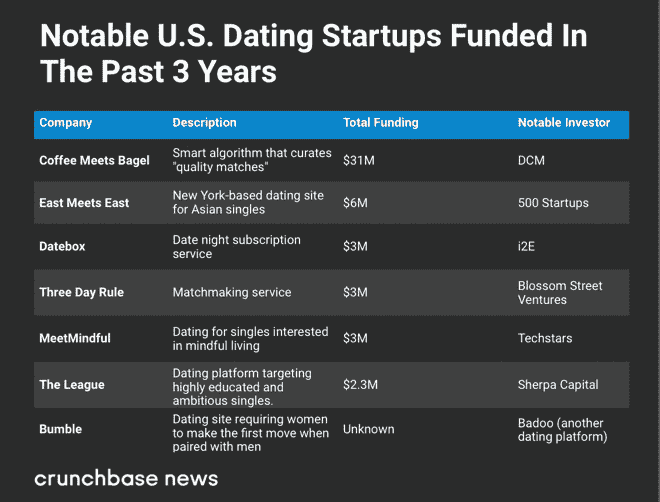 Notable U.S. Dating Startups Funded In
The Past 3 Years
Company Description Total Funding Notable Investor
Coffee Meets Bagel Smart algorithm that curates $31M DCM
"quality matches"
East Meets East New York-based dating site $6M 500 Startups
for Asian singles
Datebox Date night subscription $3M i2E
service
Three Day Rule Matchmaking service $3M Blossom Street
Ventures
MeetMindful Dating for singles interested $3M Techstars
in mindful living
The League Dating platform targeting $2.3M Sherpa Capital
highly educated and
ambitious singles.
Bumble Dating site requiring women Unknown Badoo (another
to make the first move when dating platform)
paired with men
crunchbase news